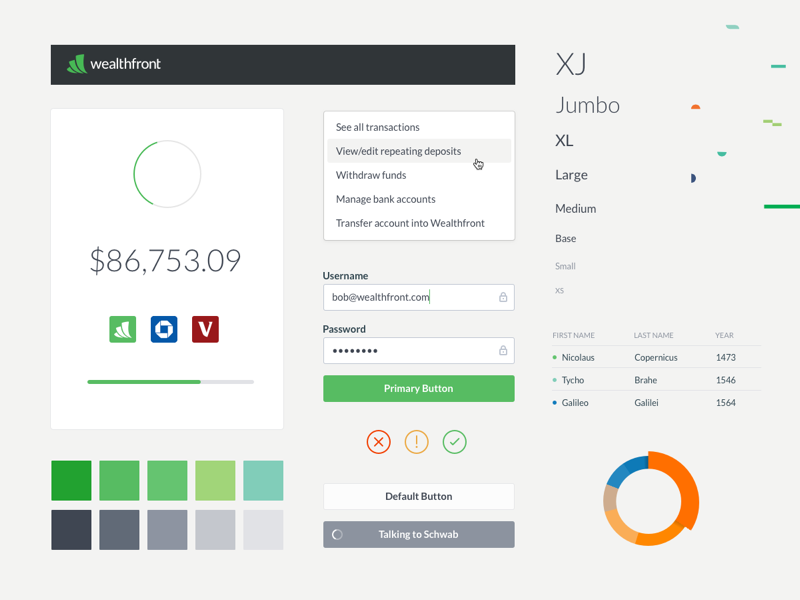 wealthfront
$86,753.09
See all transactions
View/edit repeating deposits
Withdraw funds
Manage bank accounts
Transfer account into Wealthfront
Username
bob@wealthfront.com
Password
••••••••
Primary Button
Default Button
Talking to Schwab
XJ
Jumbo
XL
Large
Medium
Base
Small
XS
FIRST NAME LAST NAME YEAR
Nicolaus Copernicus 1473
Tycho Brahe 1546
Galileo Galilei 1564